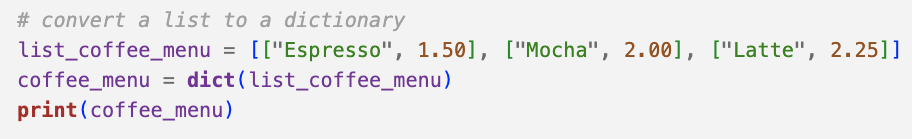 # convert a list to a dictionary
list_coffee_menu = [["Espresso", 1.50], ["Mocha", 2.00], ["Latte", 2.25]]
coffee_menu = dict(list_coffee_menu)
print(coffee_menu)